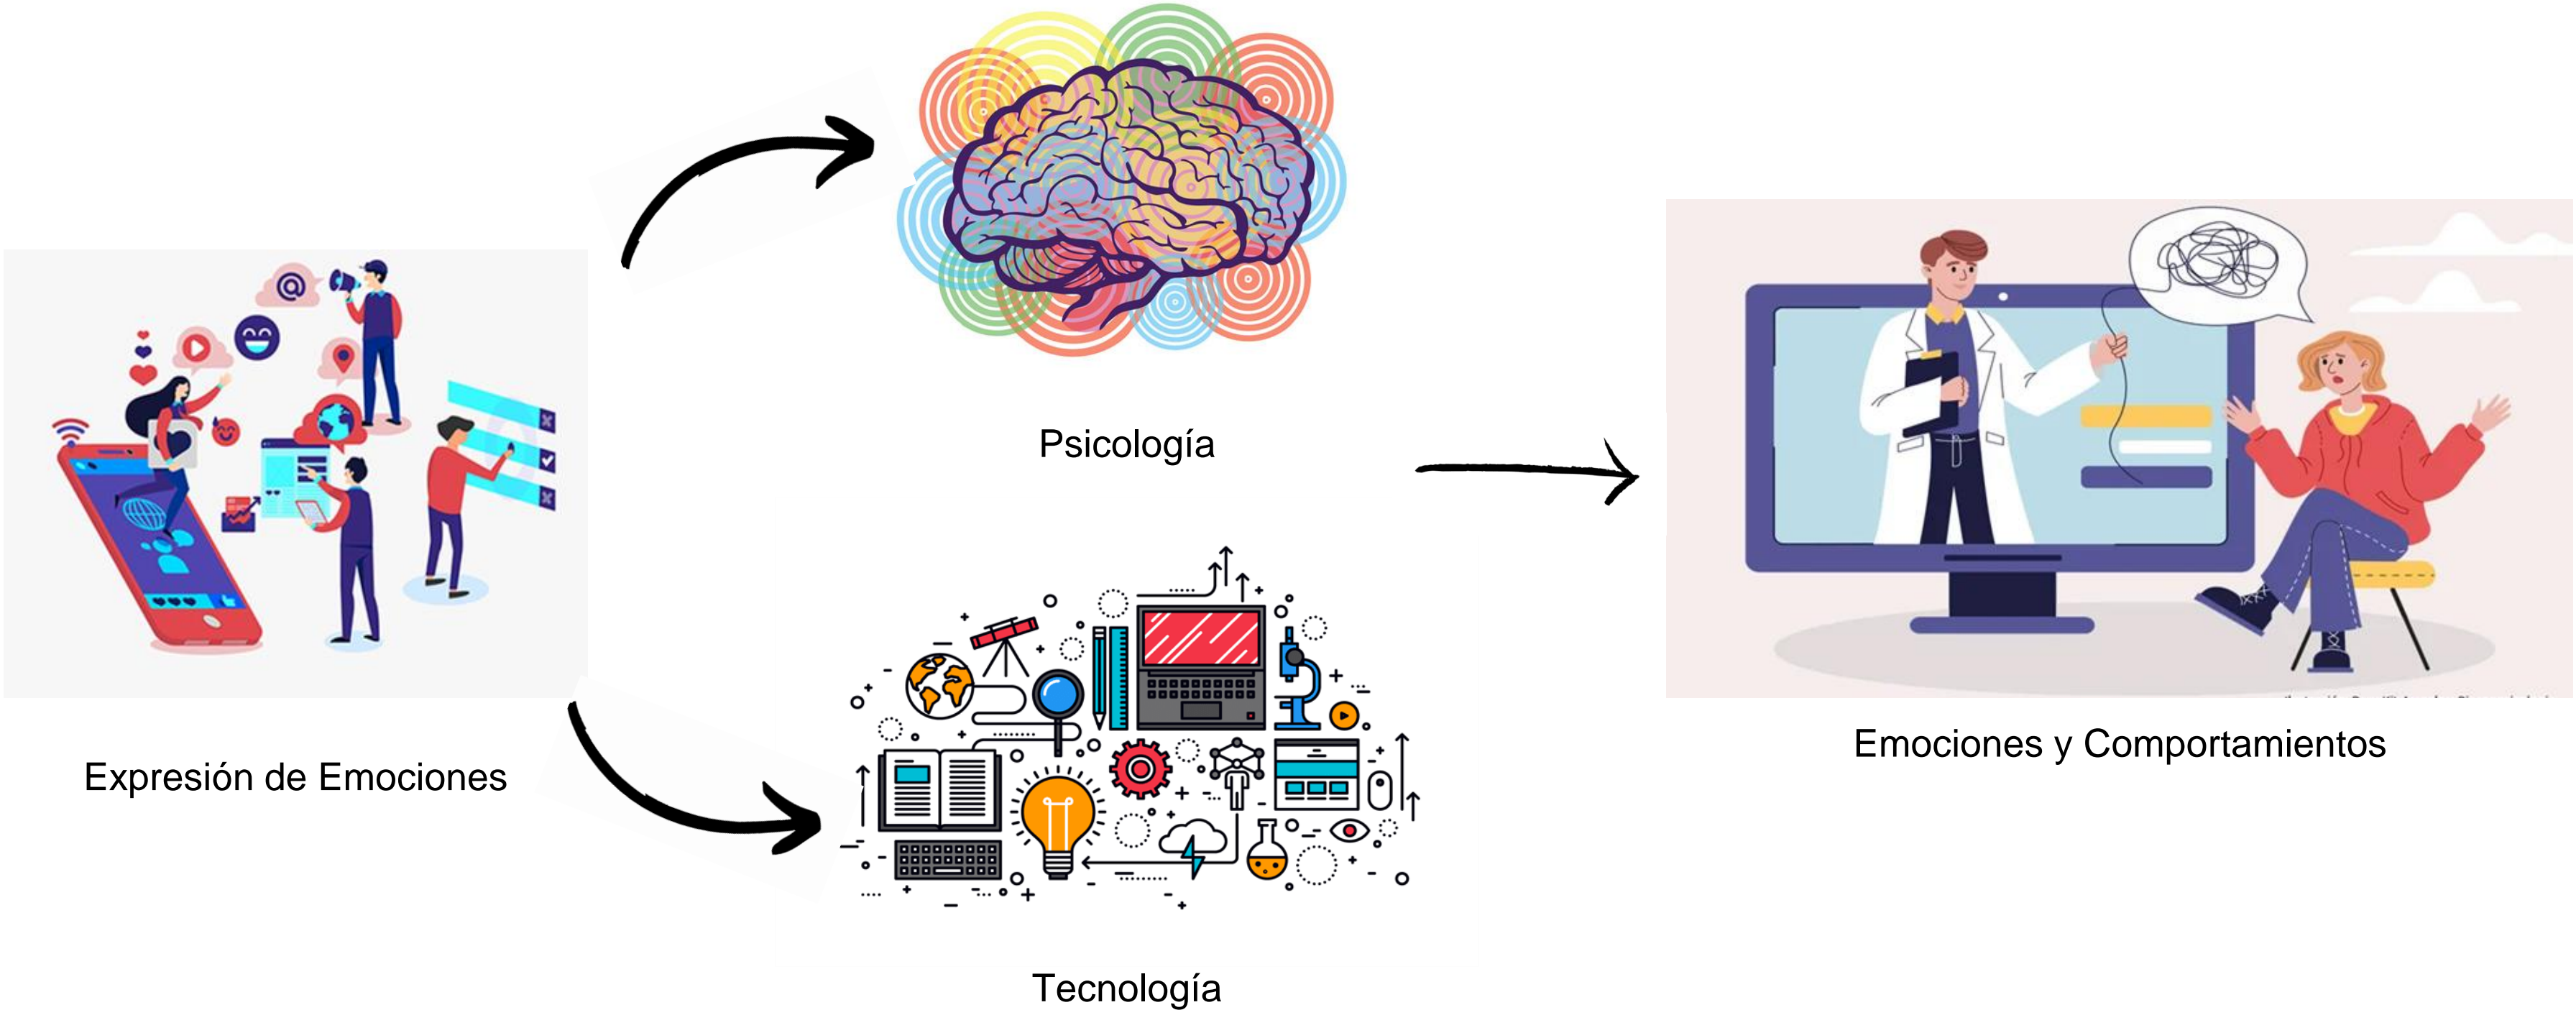 Psicología
Expresión de Emociones
Emociones y Comportamientos
Tecnología